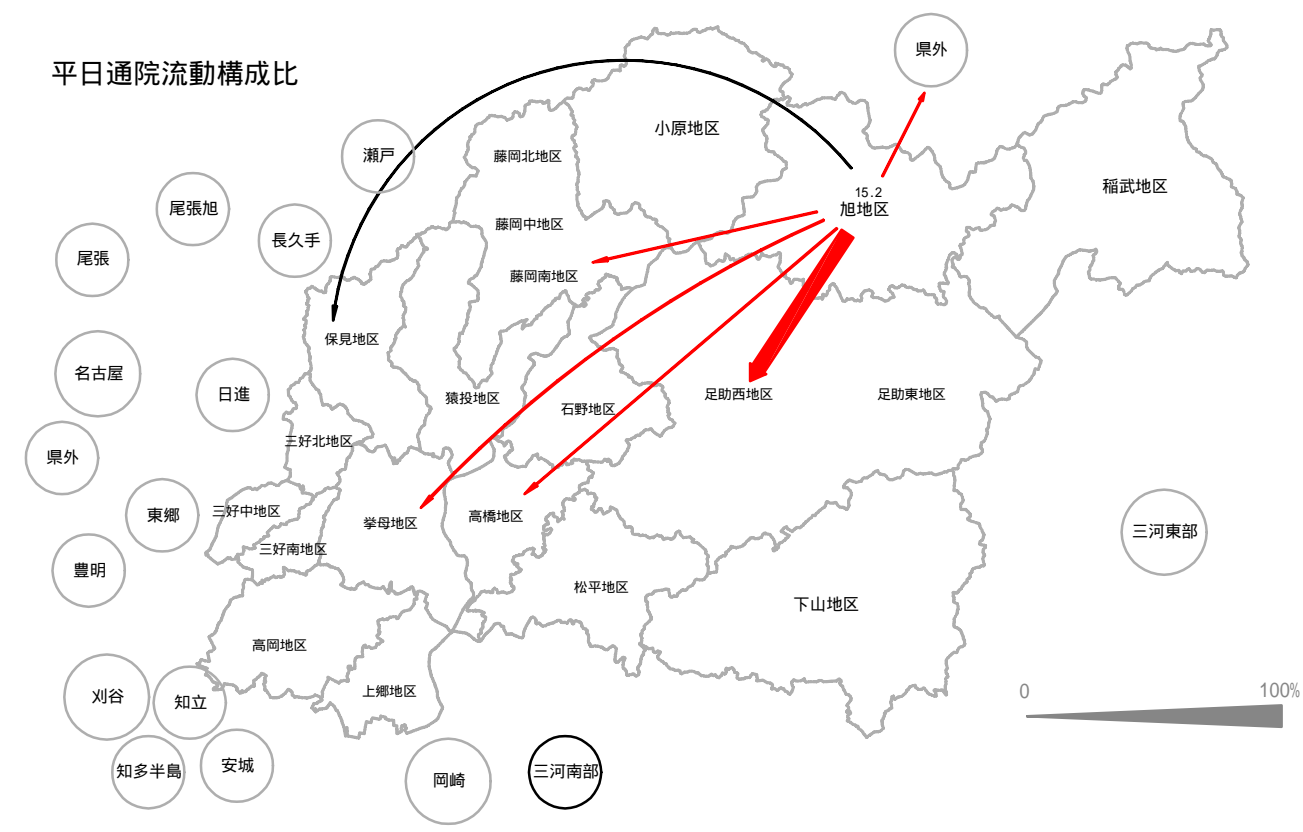 平日通院流動構成比
県外
小原地区
瀬戸
藤岡北地区
稲武地区
15.2
旭地区
尾張旭
藤岡中地区
長久手
尾張
藤岡南地区
保見地区
名古屋
日進
猿投地区
石野地区
足助西地区
足助東地区
三好北地区
県外
東郷
三好中地区
挙母地区
高橋地区
三河東部
三好南地区
豊明
松平地区
下山地区
高岡地区
上郷地区
刈谷
知立
0
100%
知多半島
安城
岡崎
三河南部